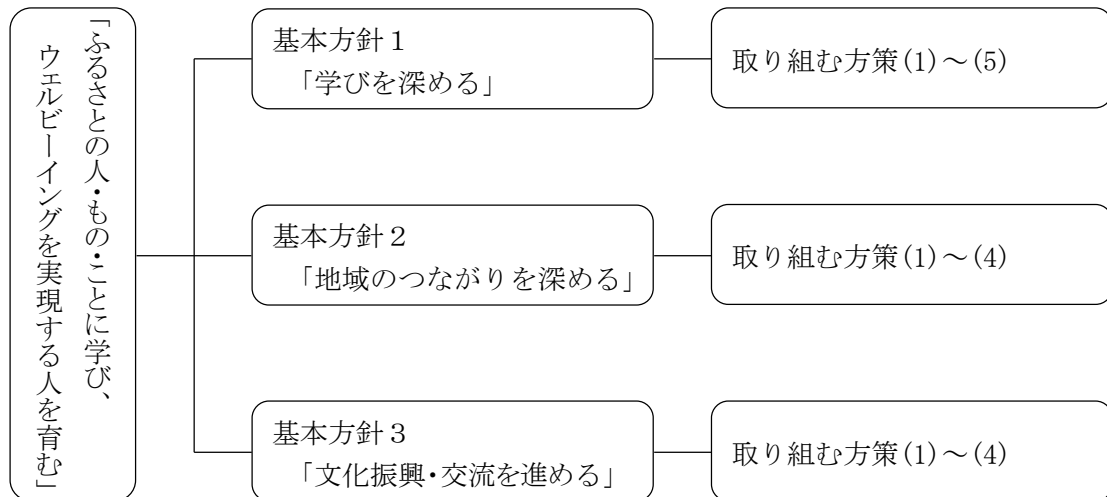 「ふるさとの人・もの・ことに学び、
ウェルビーイングを実現する人を育む」
基本方針１
「学びを深める」
取り組む方策(1)～(5)
基本方針２
「地域のつながりを深める」
取り組む方策(1)～(4)
基本方針３
「文化振興・交流を進める」
取り組む方策(1)～(4)